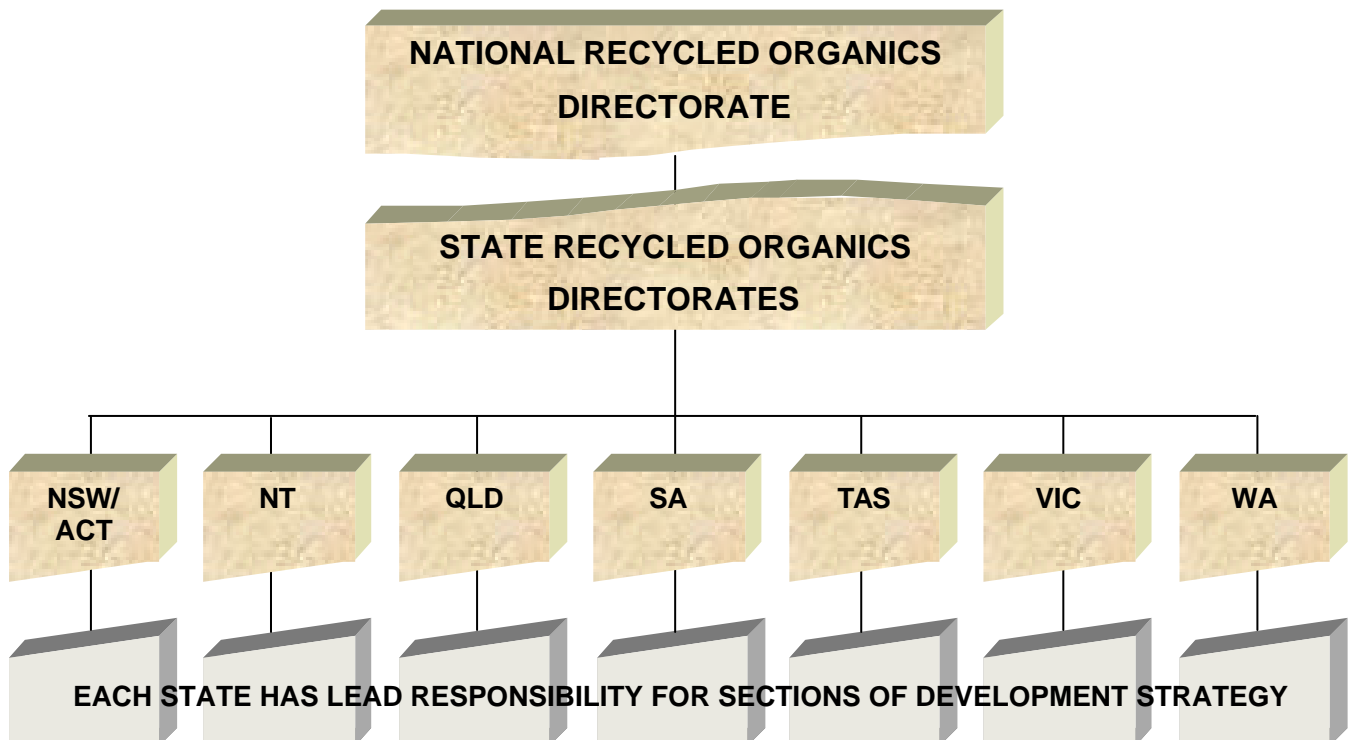 NATIONAL RECYCLED ORGANICS
DIRECTORATE
STATE RECYCLED ORGANICS
DIRECTORATES
NSW/
ACT
NT
QLD
SA
TAS
VIC
WA
EACH STATE HAS LEAD RESPONSIBILITY FOR SECTIONS OF DEVELOPMENT STRATEGY